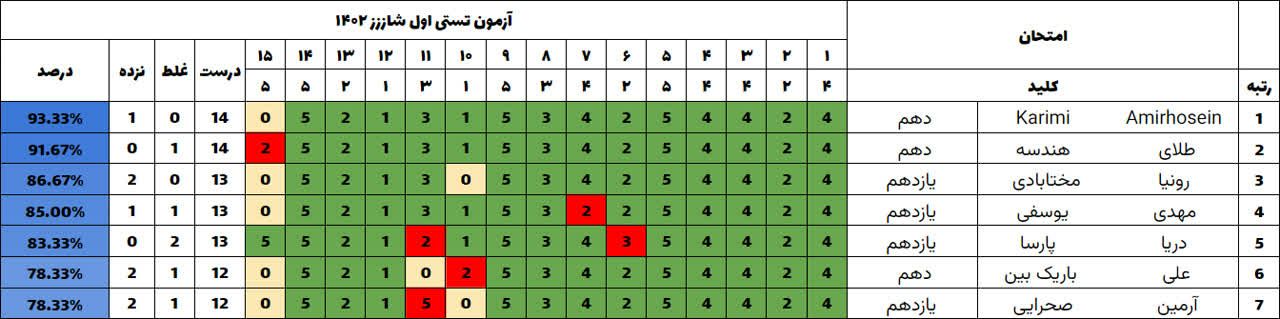 آزمون تستی اول شاززز ۱۴۰۲
رتبه امتحان ۱ ۲ ۳ ۴ ۵ ۶ ۷ ۸ ۹ ۱۰ ۱۱ ۱۲ ۱۳ ۱۴ ۱۵ درست غلط نزده درصد
کلید ۴ ۲ ۴ ۴ ۵ ۲ ۴ ۳ ۵ ۱ ۳ ۱ ۲ ۵ ۵
1 Amirhosein Karimi دهم 4 2 4 4 5 2 4 3 5 1 3 1 2 5 0 14 0 1 93.33%
2 طلای هندسه دهم 4 2 4 4 5 2 4 3 5 1 3 1 2 5 2 14 1 0 91.67%
3 رونیا مختابادی یازدهم 4 2 4 4 5 2 4 3 5 0 3 1 2 5 0 13 0 2 86.67%
4 مهدی یوسفی یازدهم 4 2 4 4 5 2 2 3 5 1 3 1 2 5 0 13 1 1 85.00%
5 دریا پارسا یازدهم 4 2 4 4 5 3 4 3 5 1 2 1 2 5 5 13 2 0 83.33%
6 علی باریک بین دهم 4 2 4 4 5 2 4 3 5 2 0 1 2 5 0 12 1 2 78.33%
7 آرمین صحرایی یازدهم 4 2 4 4 5 2 4 3 5 0 5 1 2 5 0 12 1 2 78.33%